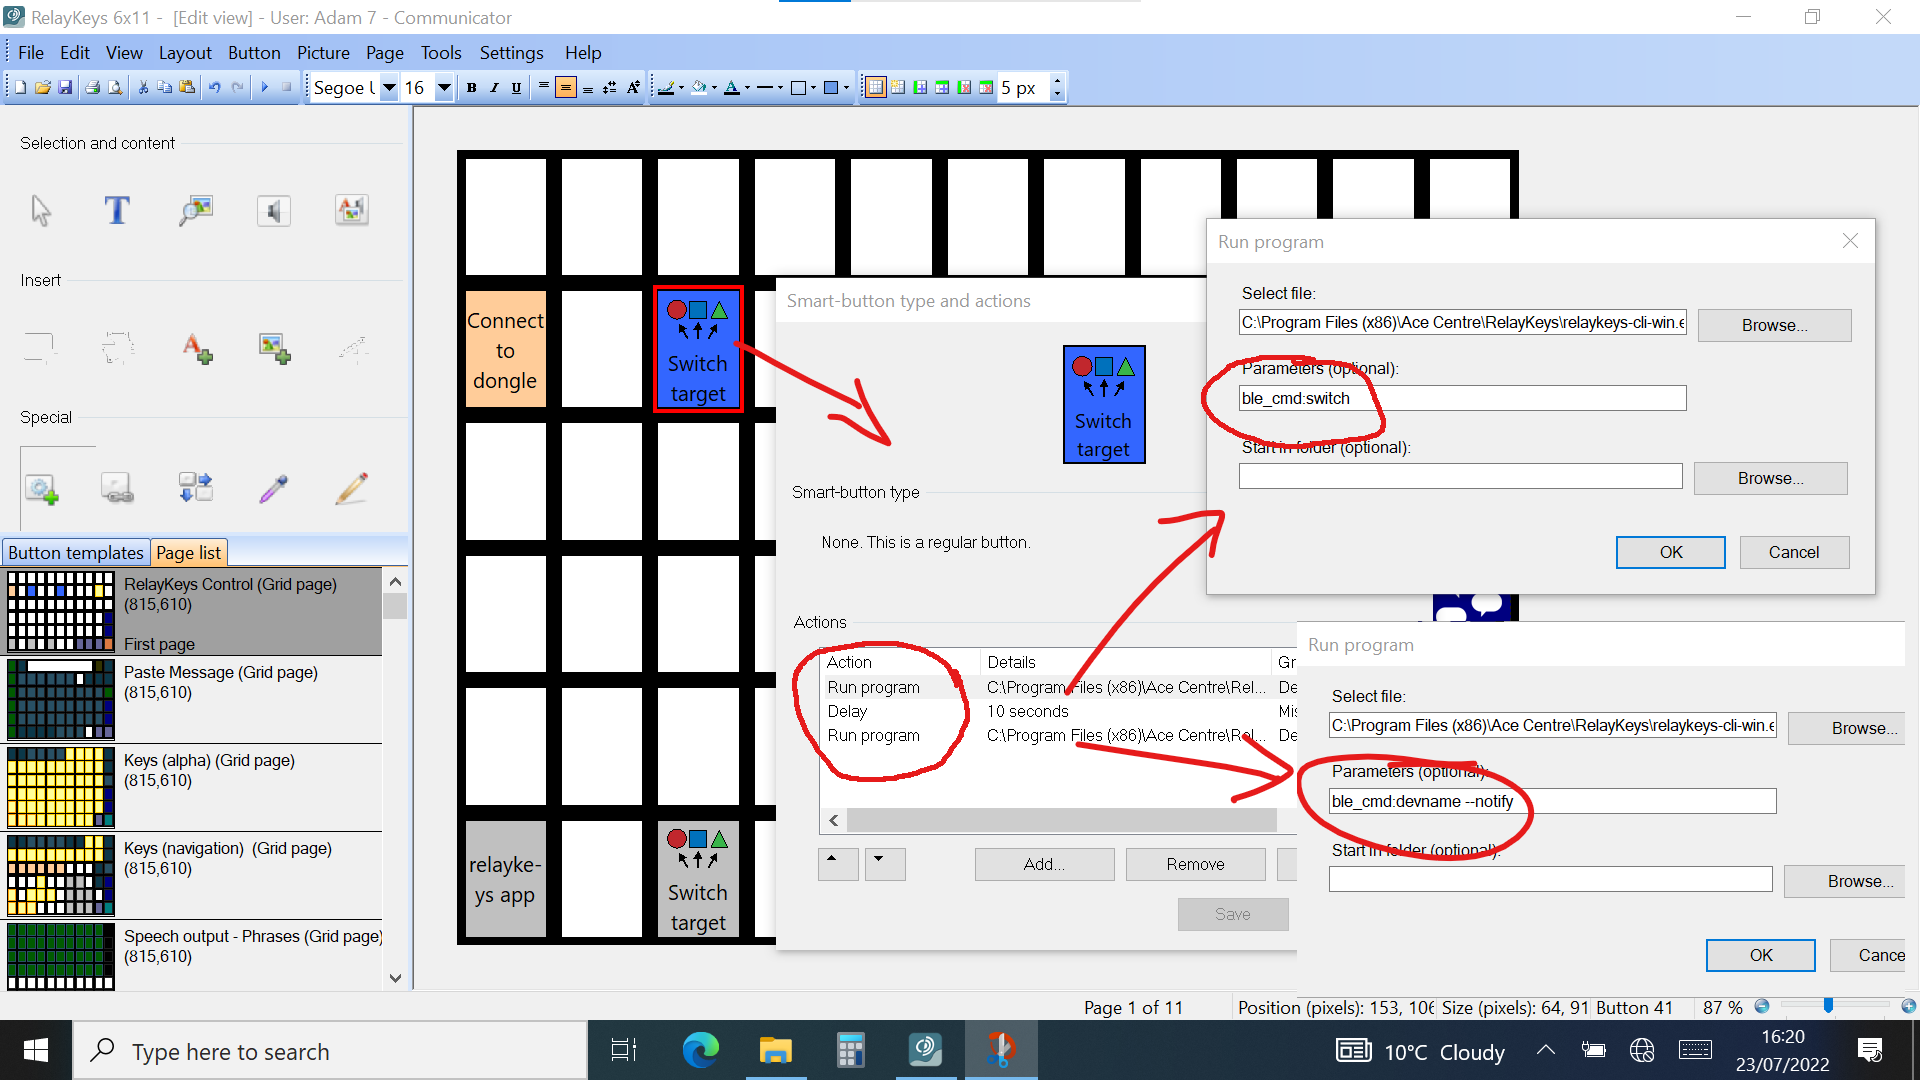 RelayKeys 6x11 - [Edit view] - User: Adam 7 - Communicator
File Edit View Layout Button Picture Page Tools Settings Help
Segoe U 16 B I U A 5 px
Selection and content
T
Insert
Special
Button templates Page list
RelayKeys Control (Grid page)
(815,610)
First page
Paste Message (Grid page)
(815,610)
Keys (alpha) (Grid page)
(815,610)
Keys (navigation) (Grid page)
(815,610)
Speech output - Phrases (Grid page)
(815,610)
Connect
to
dongle
Switch
target
relayke-
ys app
Switch
target
Smart-button type and actions
Switch
target
Smart-button type
None. This is a regular button.
Actions
Action Details Gr
Run program C:\Program Files (x86)\Ace Centre\Rel... De
Delay 10 seconds Mis
Run program C:\Program Files (x86)\Ace Centre\Rel... De
Add... Remove
Save
Run program
Select file:
C:\Program Files (x86)\Ace Centre\RelayKeys\relaykeys-cli-win.e
Browse...
Parameters (optional):
ble_cmd:switch
Start in folder (optional):
Browse...
OK Cancel
Run program
Select file:
C:\Program Files (x86)\Ace Centre\RelayKeys\relaykeys-cli-win.e
Browse...
Parameters (optional):
ble_cmd:devname --notify
Start in folder (optional):
Browse...
OK Cance
Page 1 of 11 Position (pixels): 153, 106 Size (pixels): 64, 91 Button 41 87 %
Type here to search
10°C Cloudy
16:20
23/07/2022